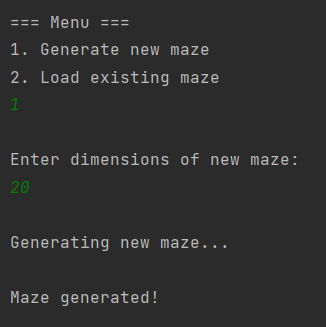 === Menu ===
1. Generate new maze
2. Load existing maze
1
Enter dimensions of new maze:
20
Generating new maze...
Maze generated!